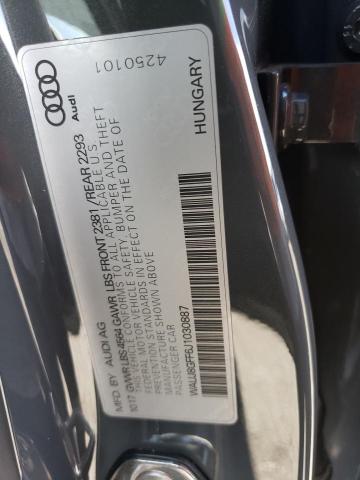 Audi
4250101
MFD. BY AUDI AG
10 17 GVWR LBS 4564 GAWR LBS FRONT 2381/REAR 2293
THIS VEHICLE CONFORMS TO ALL APPLICABLE U.S.
FEDERAL MOTOR VEHICLE SAFETY, BUMPER AND THEFT
PREVENTION STANDARDS IN EFFECT ON THE DATE OF
MANUFACTURE SHOWN ABOVE
PASSENGER CAR
WAUB8GFF6J1030887
HUNGARY